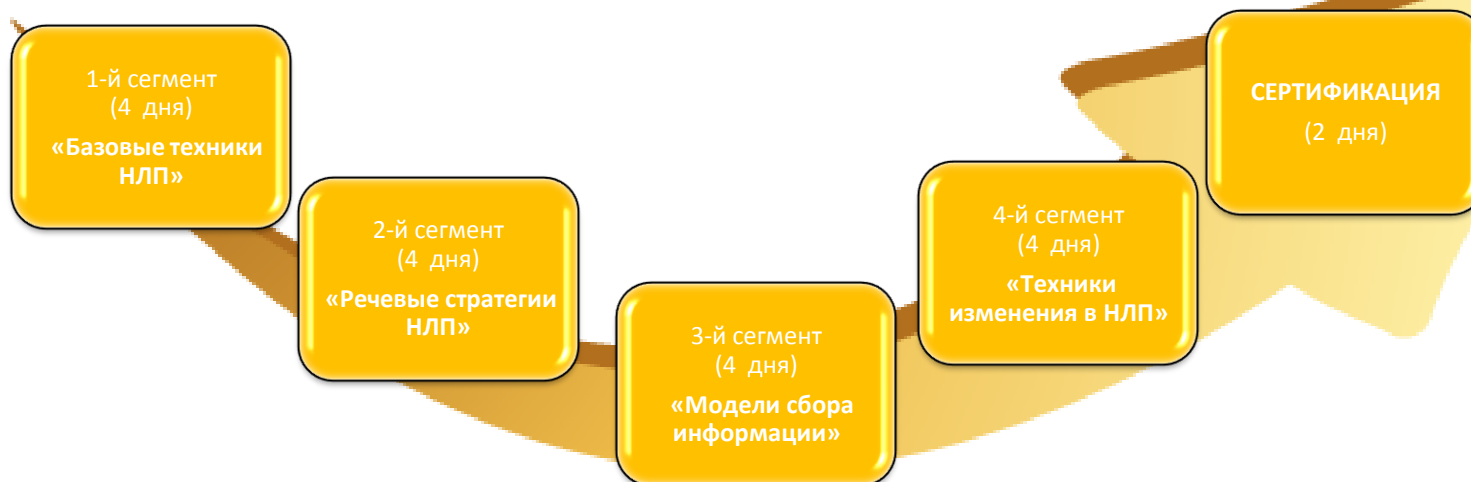 1-й сегмент
(4 дня)
«Базовые техники
НЛП»
2-й сегмент
(4 дня)
«Речевые стратегии
НЛП»
3-й сегмент
(4 дня)
«Модели сбора
информации»
4-й сегмент
(4 дня)
«Техники
изменения в НЛП»
СЕРТИФИКАЦИЯ
(2 дня)